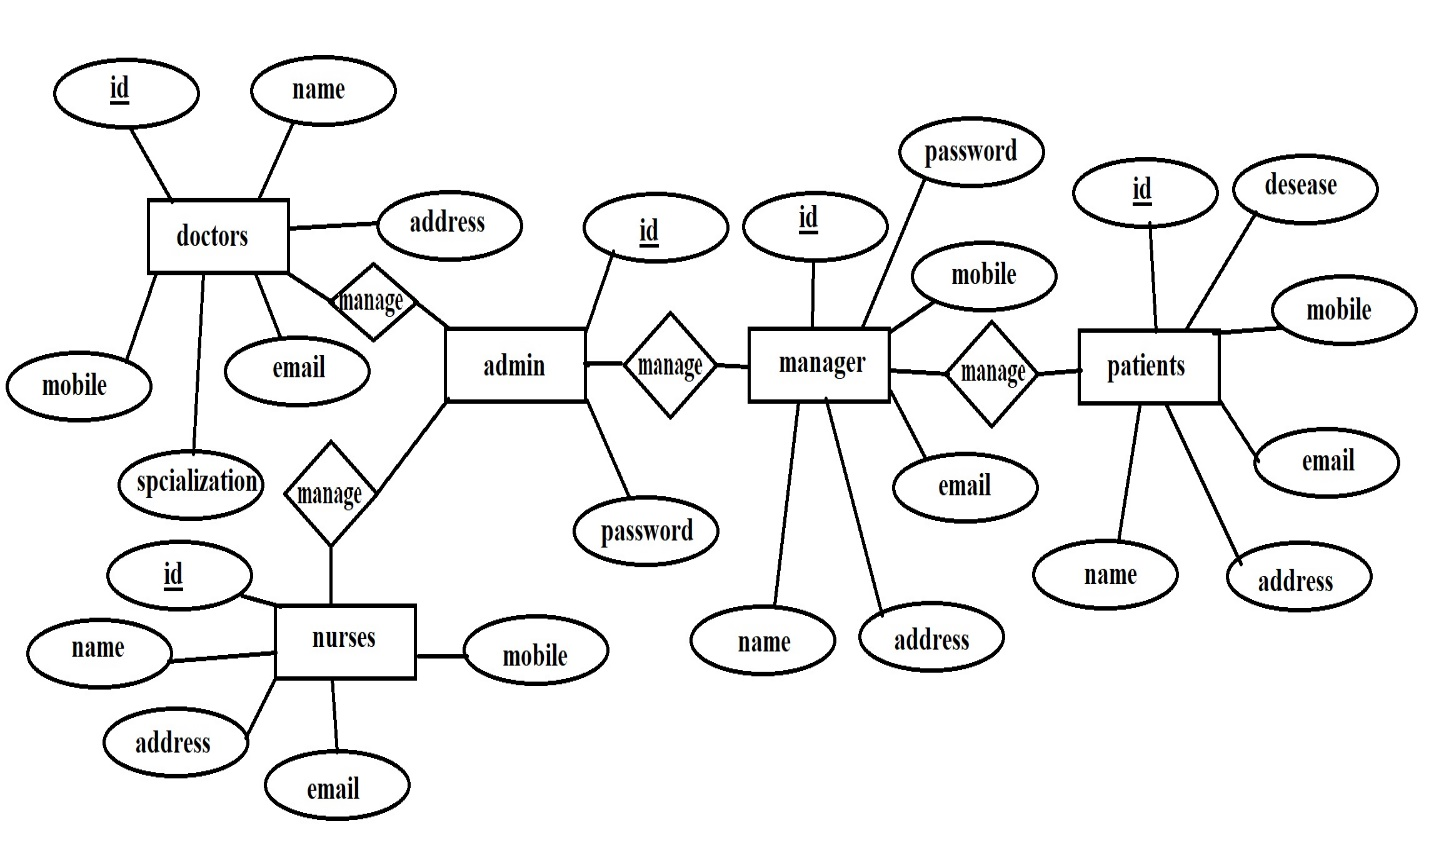 id
name
doctors
address
manage
mobile
email
spcialization
id
admin
manage
password
manage
id
name
nurses
mobile
address
email
id
password
mobile
manager
manage
email
name
address
id
desease
mobile
patients
email
name
address